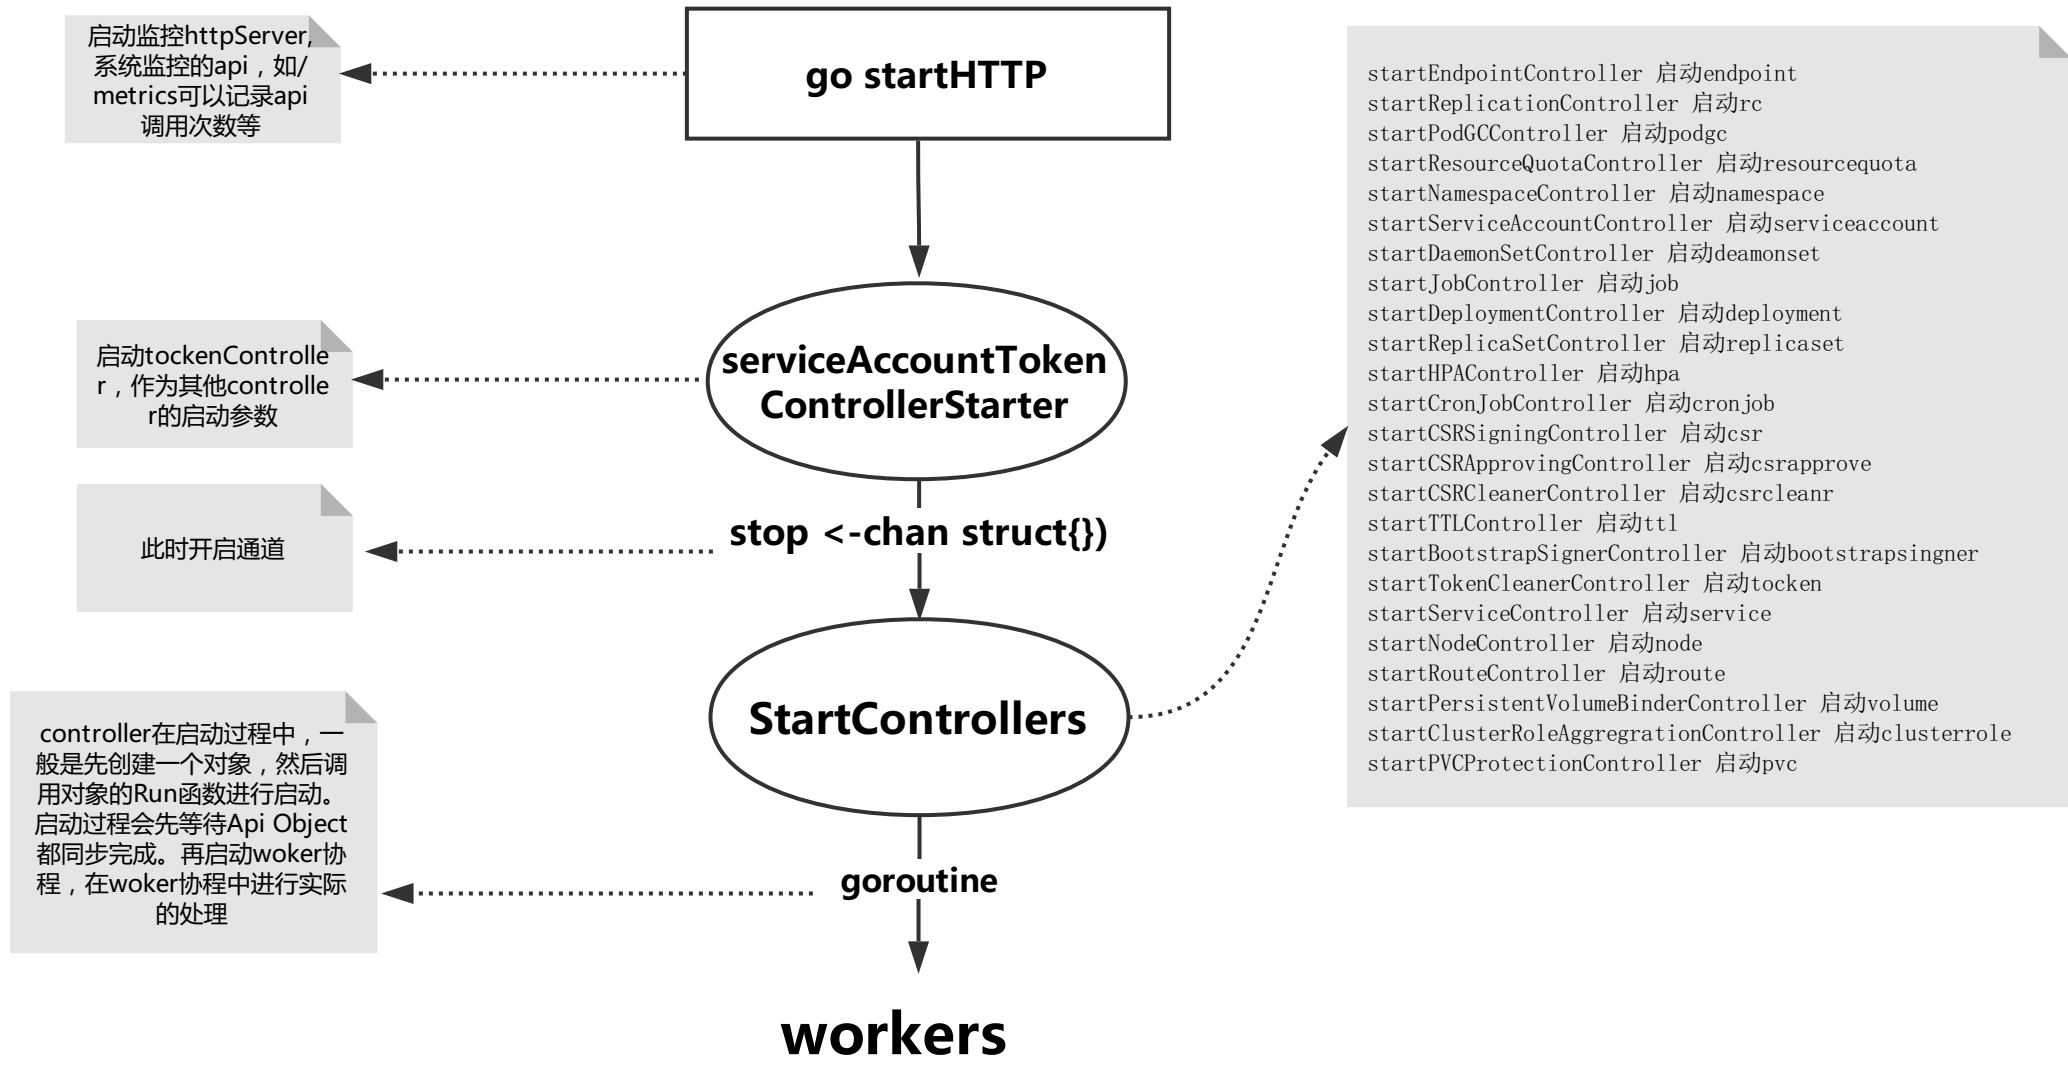 启动监控httpServer,
系统监控的api，如/
metrics可以记录api
调用次数等
go startHTTP
启动tockenControlle
r，作为其他controlle
r的启动参数
serviceAccountToken
ControllerStarter
此时开启通道
stop <-chan struct{})
StartControllers
controller在启动过程中，一
般是先创建一个对象，然后调
用对象的Run函数进行启动。
启动过程会先等待Api Object
都同步完成。再启动woker协
程，在woker协程中进行实际
的处理
goroutine
workers
startEndpointController 启动endpoint
startReplicationController 启动rc
startPodGCController 启动podgc
startResourceQuotaController 启动resourcequota
startNamespaceController 启动namespace
startServiceAccountController 启动serviceaccount
startDaemonSetController 启动deamonset
startJobController 启动job
startDeploymentController 启动deployment
startReplicaSetController 启动replicaset
startHPAController 启动hpa
startCronJobController 启动cronjob
startCSRSigningController 启动csr
startCSRApprovingController 启动csrapprove
startCSRCleanerController 启动csrcleanr
startTTLController 启动ttl
startBootstrapSignerController 启动bootstrapsingner
startTokenCleanerController 启动tocken
startServiceController 启动service
startNodeController 启动node
startRouteController 启动route
startPersistentVolumeBinderController 启动volume
startClusterRoleAggregrationController 启动clusterrole
startPVCProtectionController 启动pvc